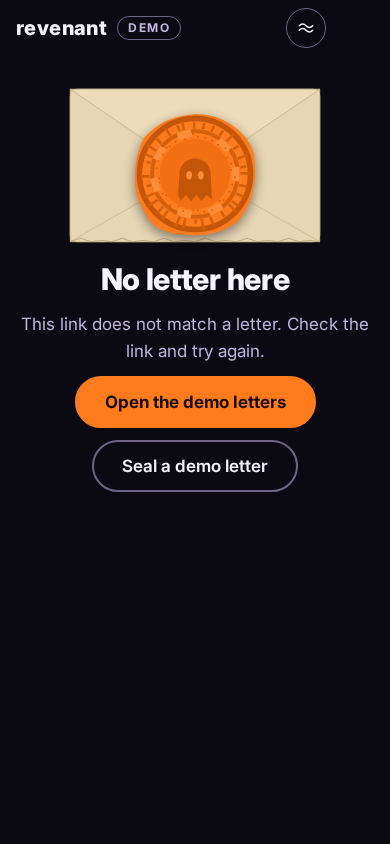 revenant DEMO
No letter here
This link does not match a letter. Check the
link and try again.
Open the demo letters
Seal a demo letter